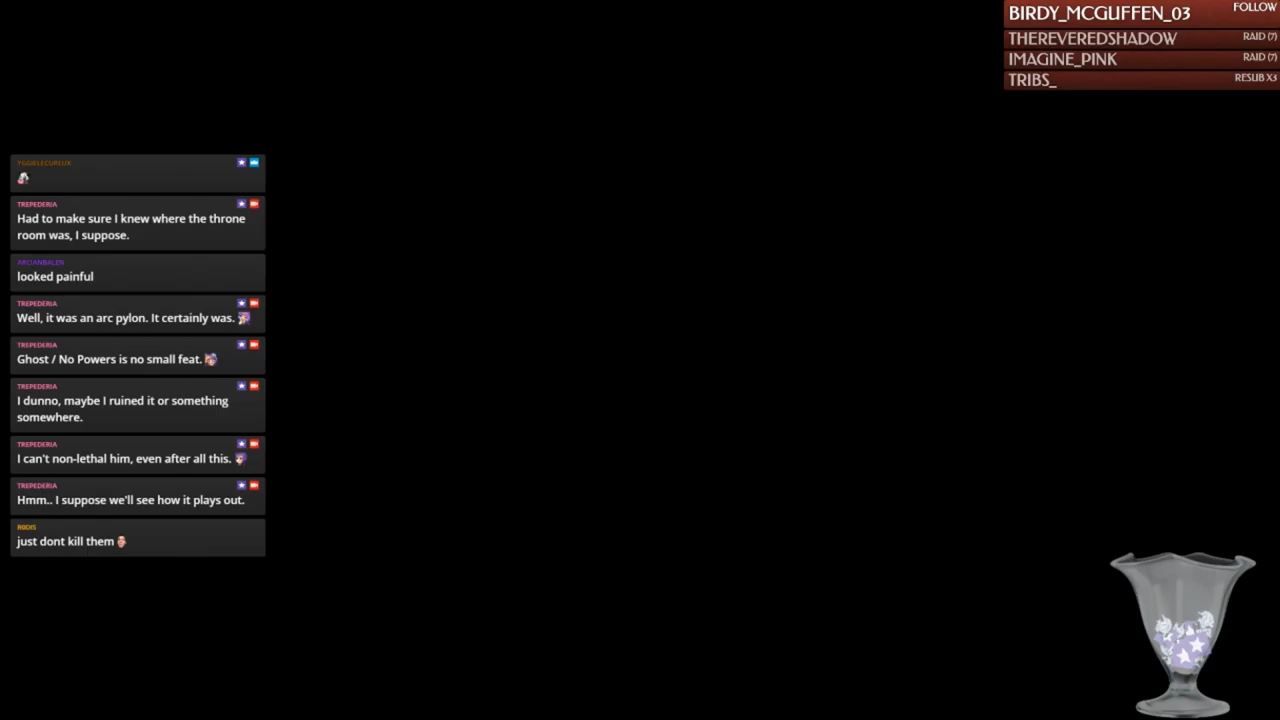 BIRDY_MCGUFFEN_03 FOLLOW
THEREVEREDSHADOW RAID (7)
IMAGINE_PINK RAID (7)
TRIBS_ RESUB X3
TREPEDERIA
Had to make sure I knew where the throne
room was, I suppose.
ARCIANBALEN
looked painful
TREPEDERIA
Well, it was an arc pylon. It certainly was.
TREPEDERIA
Ghost / No Powers is no small feat.
TREPEDERIA
I dunno, maybe I ruined it or something
somewhere.
TREPEDERIA
I can't non-lethal him, even after all this.
TREPEDERIA
Hmm.. I suppose we'll see how it plays out.
just dont kill them